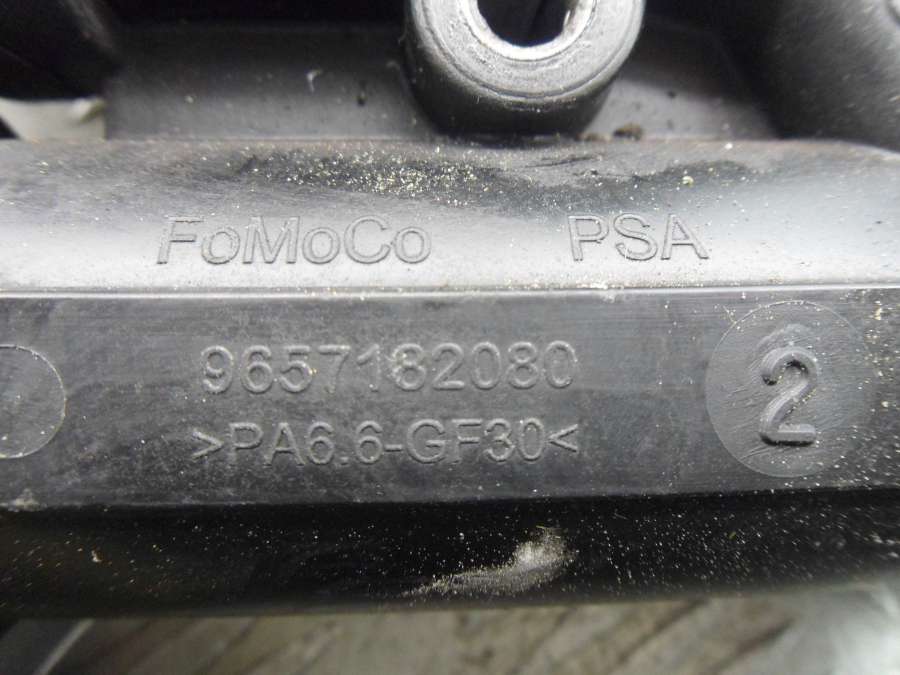 FoMoCo PSA
9657182080
>PA6.6-GF30<
2